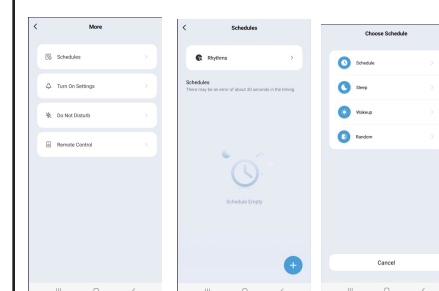 More
Schedules
Turn On Settings
Do Not Disturb
Remote Control
Schedules
Rhythms
Schedules
There may be an error of about 30 seconds in the timing.
Schedule Empty
Choose Schedule
Schedule
Sleep
Wakeup
Random
Cancel